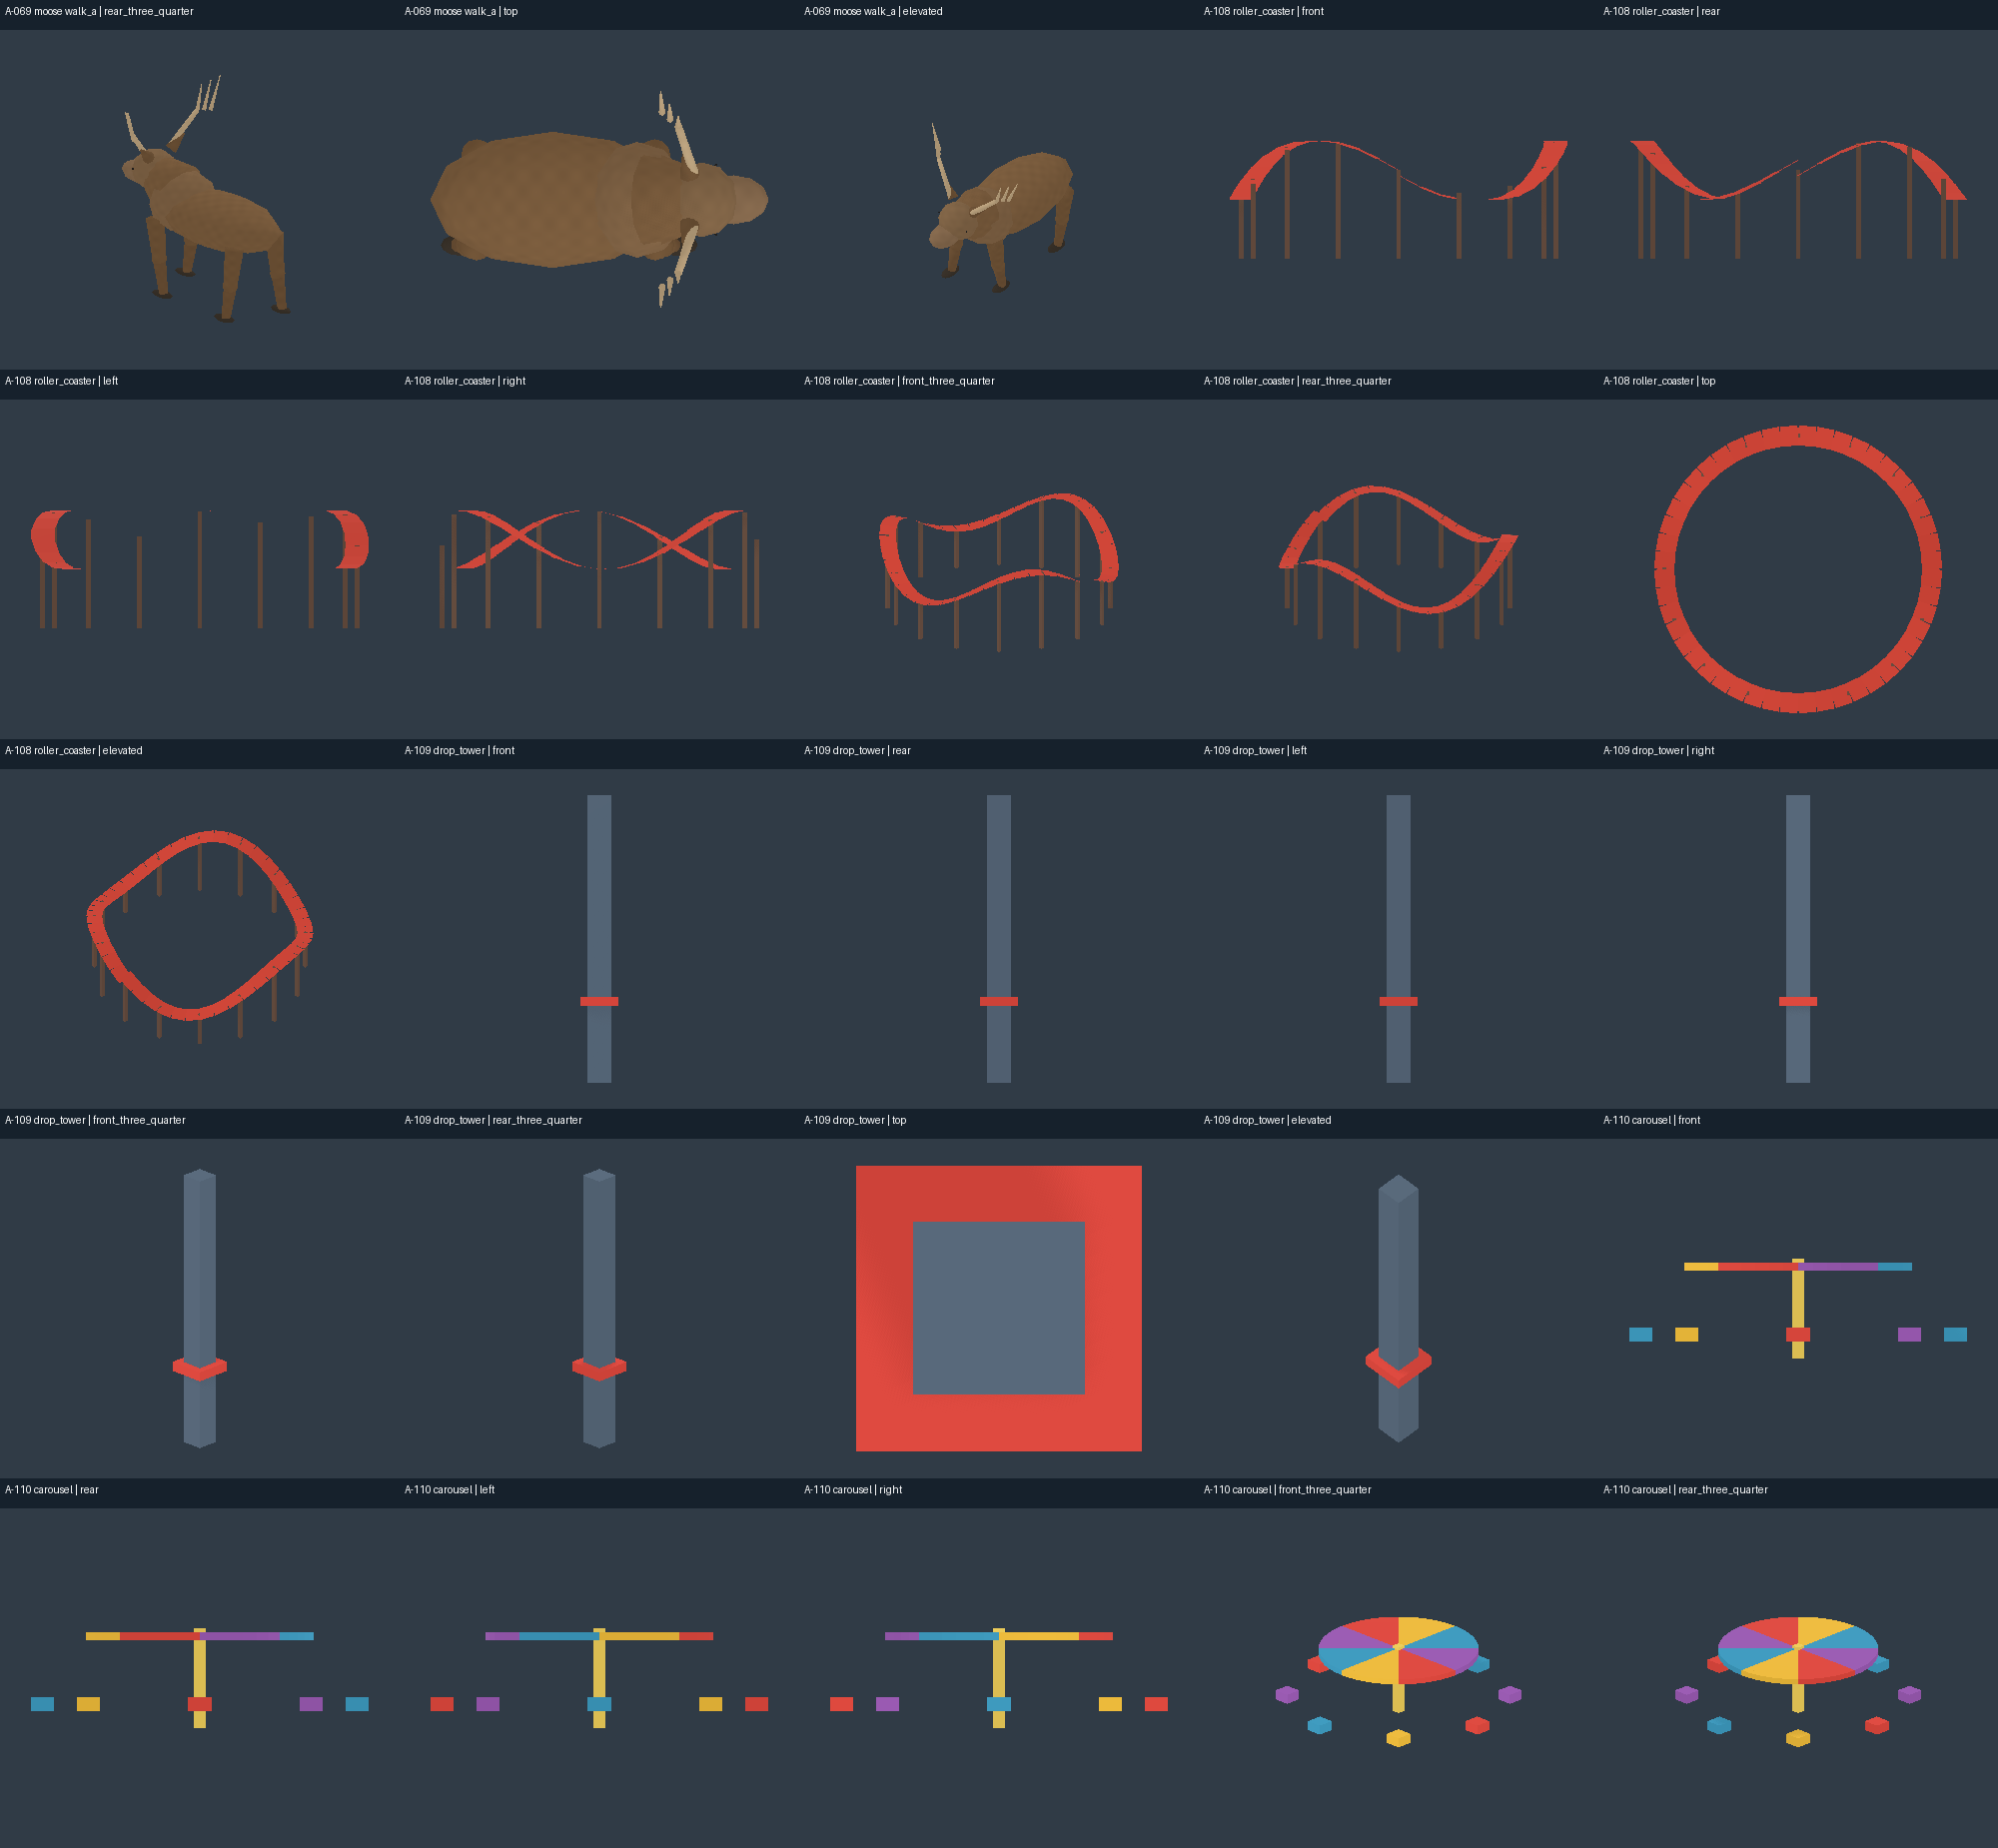 A-069 moose walk_a | rear_three_quarter
A-069 moose walk_a | top
A-069 moose walk_a | elevated
A-108 roller_coaster | front
A-108 roller_coaster | rear
A-108 roller_coaster | left
A-108 roller_coaster | right
A-108 roller_coaster | front_three_quarter
A-108 roller_coaster | rear_three_quarter
A-108 roller_coaster | top
A-108 roller_coaster | elevated
A-109 drop_tower | front
A-109 drop_tower | rear
A-109 drop_tower | left
A-109 drop_tower | right
A-109 drop_tower | front_three_quarter
A-109 drop_tower | rear_three_quarter
A-109 drop_tower | top
A-109 drop_tower | elevated
A-110 carousel | front
A-110 carousel | rear
A-110 carousel | left
A-110 carousel | right
A-110 carousel | front_three_quarter
A-110 carousel | rear_three_quarter